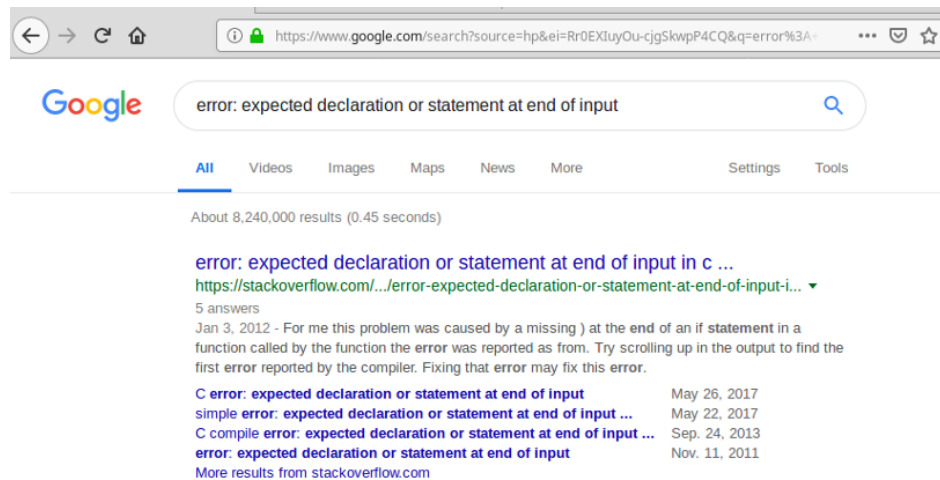 https://www.google.com/search?source=hp&ei=Rr0EXIuyOu-cjgSkwpP4CQ&q=error%3A+
Google
error: expected declaration or statement at end of input
All Videos Images Maps News More Settings Tools
About 8,240,000 results (0.45 seconds)
error: expected declaration or statement at end of input in c ...
https://stackoverflow.com/.../error-expected-declaration-or-statement-at-end-of-input-i...
5 answers
Jan 3, 2012 - For me this problem was caused by a missing ) at the end of an if statement in a
function called by the function the error was reported as from. Try scrolling up in the output to find the
first error reported by the compiler. Fixing that error may fix this error.
C error: expected declaration or statement at end of input May 26, 2017
simple error: expected declaration or statement at end of input ... May 22, 2017
C compile error: expected declaration or statement at end of input ... Sep. 24, 2013
error: expected declaration or statement at end of input Nov. 11, 2011
More results from stackoverflow.com